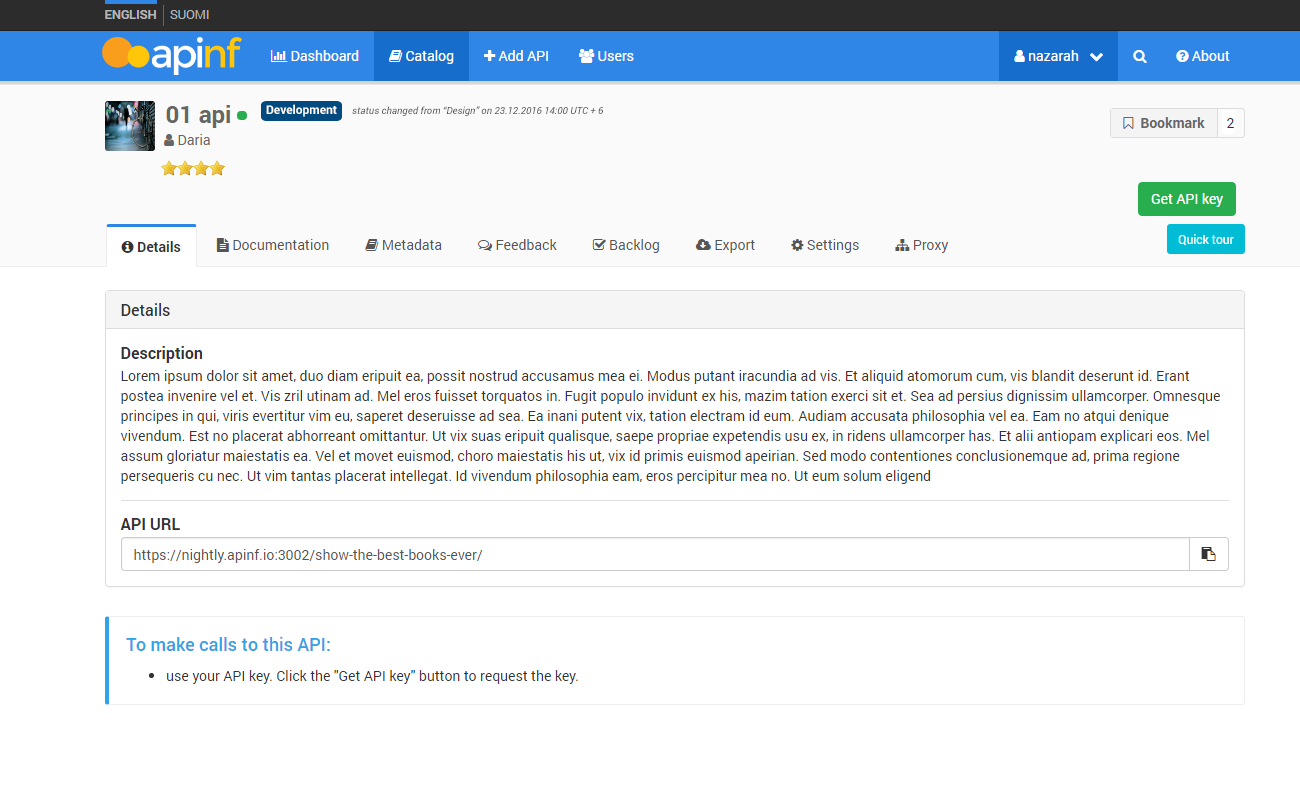 ENGLISH SUOMI
apinf Dashboard Catalog Add API Users nazarah About
01 api Development status changed from “Design” on 23.12.2016 14:00 UTC + 6
Bookmark 2
Daria
Get API key
Details Documentation Metadata Feedback Backlog Export Settings Proxy Quick tour
Details
Description
Lorem ipsum dolor sit amet, duo diam eripuit ea, possit nostrud accusamus mea ei. Modus putant iracundia ad vis. Et aliquid atomorum cum, vis blandit deserunt id. Erant
postea invenire vel et. Vis zril utinam ad. Mel eros fuisset torquatos in. Fugit populo invidunt ex his, mazim tation exerci sit et. Sea ad persius dignissim ullamcorper. Omnesque
principes in qui, viris evertitur vim eu, saperet deseruisse ad sea. Ea inani putent vix, tation electram id eum. Audiam accusata philosophia vel ea. Eam no atqui denique
vivendum. Est no placerat abhorreant omittantur. Ut vix suas eripuit qualisque, saepe propriae expetendis usu ex, in ridens ullamcorper has. Et alii antiopam explicari eos. Mel
assum gloriatur maiestatis ea. Vel et movet euismod, choro maiestatis his ut, vix id primis euismod apeirian. Sed modo contentiones conclusionemque ad, prima regione
persequeris cu nec. Ut vim tantas placerat intellegat. Id vivendum philosophia eam, eros percipitur mea no. Ut eum solum eligend
API URL
https://nightly.apinf.io:3002/show-the-best-books-ever/
To make calls to this API:
• use your API key. Click the "Get API key" button to request the key.